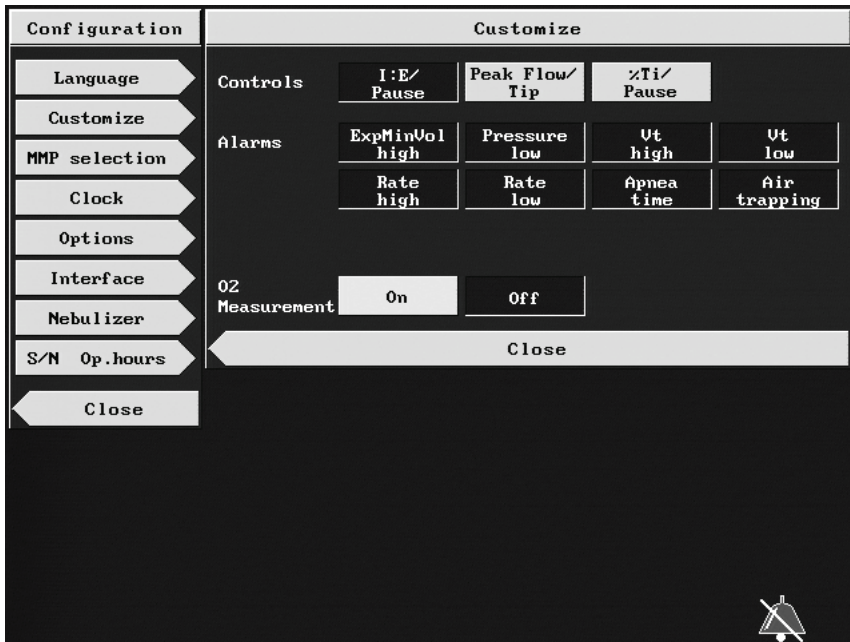 Configuration
Customize
Language
Customize
MMP selection
Clock
Options
Interface
Nebulizer
S/N Op.hours
Close
Controls
I:E/
Pause
Peak Flow/
Tip
%Ti/
Pause
Alarms
ExpMinVol
high
Pressure
low
Vt
high
Vt
low
Rate
high
Rate
low
Apnea
time
Air
trapping
O2
Measurement
On
Off
Close